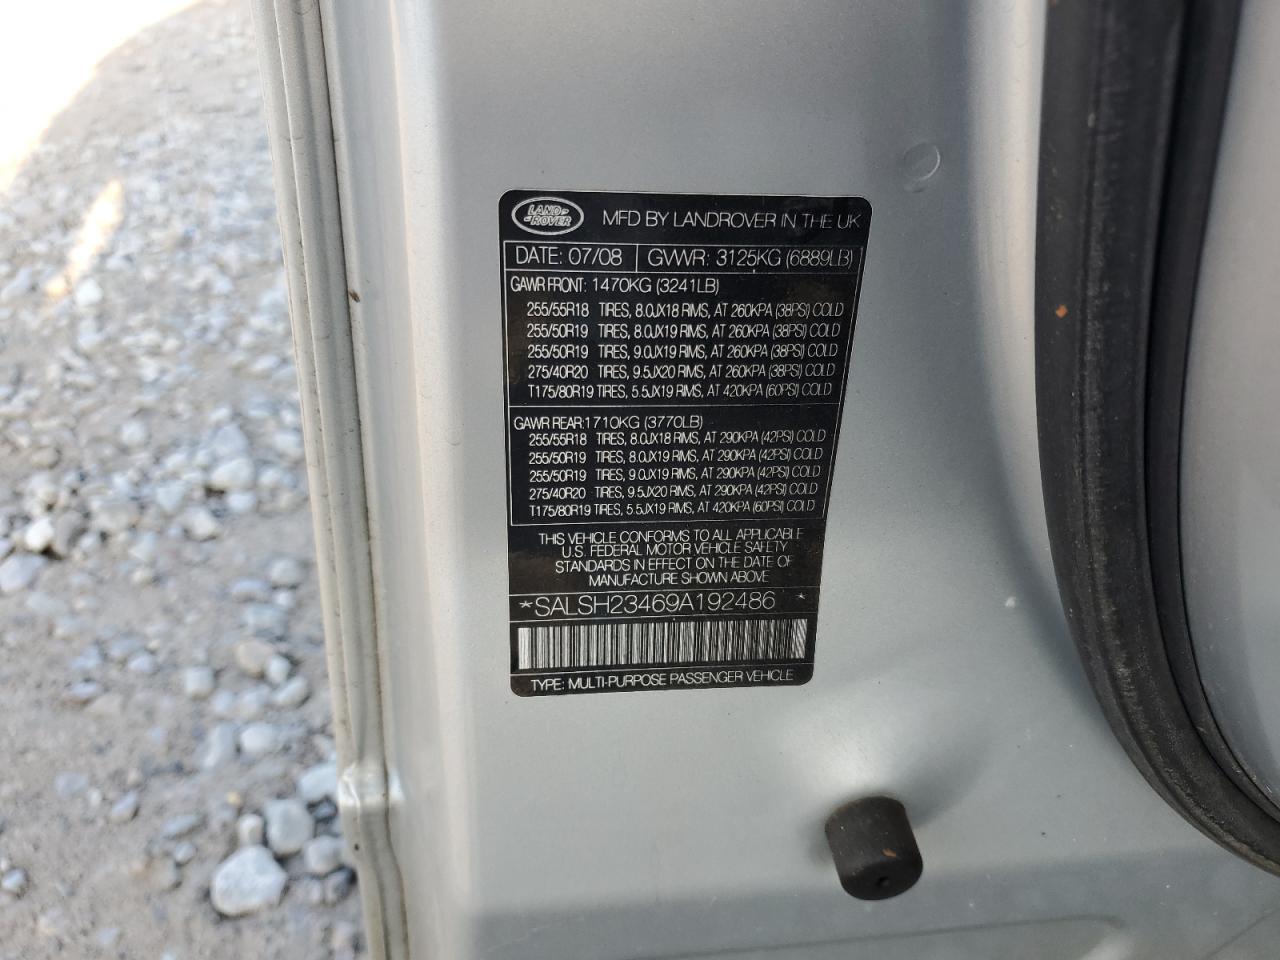 LAND ROVER
MFD BY LANDROVER IN THE UK
DATE: 07/08 GVWR: 3125KG (6889LB)
GAWR FRONT: 1470KG (3241LB)
255/55R18 TIRES, 8.0JX18 RIMS, AT 260KPA (38PSI) COLD
255/50R19 TIRES, 8.0JX19 RIMS, AT 260KPA (38PSI) COLD
255/50R19 TIRES, 9.0JX19 RIMS, AT 260KPA (38PSI) COLD
275/40R20 TIRES, 9.5JX20 RIMS, AT 260KPA (38PSI) COLD
T175/80R19 TIRES, 5.5JX19 RIMS, AT 420KPA (60PSI) COLD
GAWR REAR: 1710KG (3770LB)
255/55R18 TIRES, 8.0JX18 RIMS, AT 290KPA (42PSI) COLD
255/50R19 TIRES, 8.0JX19 RIMS, AT 290KPA (42PSI) COLD
255/50R19 TIRES, 9.0JX19 RIMS, AT 290KPA (42PSI) COLD
275/40R20 TIRES, 9.5JX20 RIMS, AT 290KPA (42PSI) COLD
T175/80R19 TIRES, 5.5JX19 RIMS, AT 420KPA (60PSI) COLD
THIS VEHICLE CONFORMS TO ALL APPLICABLE
U.S. FEDERAL MOTOR VEHICLE SAFETY
STANDARDS IN EFFECT ON THE DATE OF
MANUFACTURE SHOWN ABOVE
*SALSH23469A192486 *
TYPE: MULTI-PURPOSE PASSENGER VEHICLE